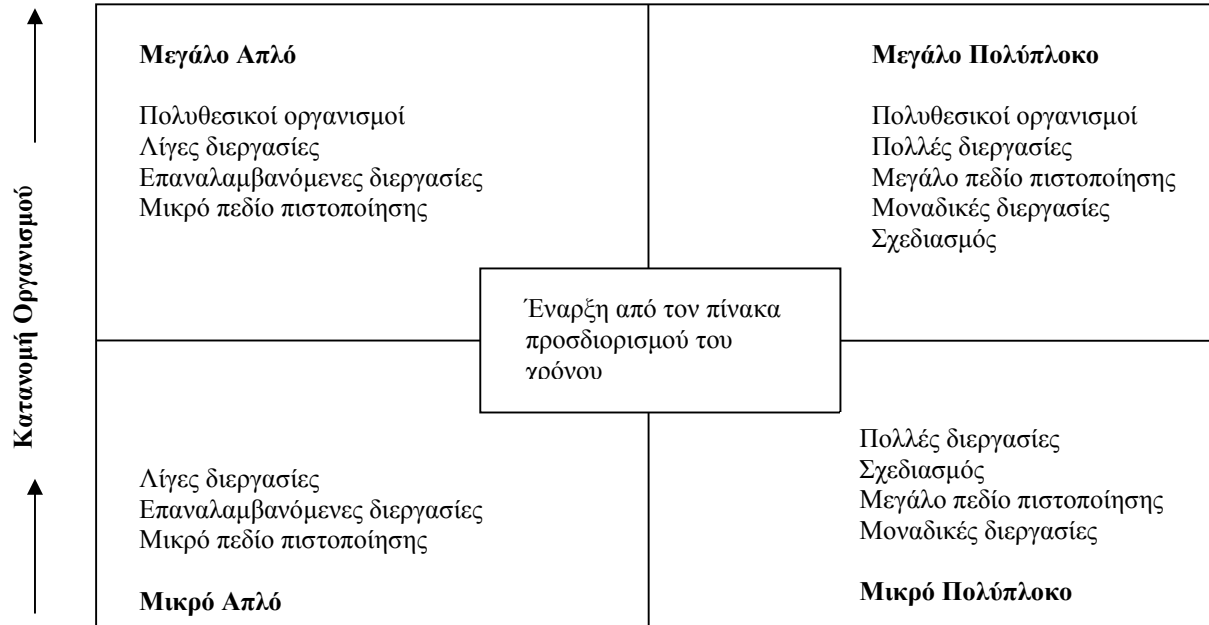 Κατανομή Οργανισμού
Μεγάλο Απλό
Πολυθεσικοί οργανισμοί
Λίγες διεργασίες
Επαναλαμβανόμενες διεργασίες
Μικρό πεδίο πιστοποίησης
Μεγάλο Πολύπλοκο
Πολυθεσικοί οργανισμοί
Πολλές διεργασίες
Μεγάλο πεδίο πιστοποίησης
Μοναδικές διεργασίες
Σχεδιασμός
Έναρξη από τον πίνακα
προσδιορισμού του
χρόνου
Λίγες διεργασίες
Επαναλαμβανόμενες διεργασίες
Μικρό πεδίο πιστοποίησης
Μικρό Απλό
Πολλές διεργασίες
Σχεδιασμός
Μεγάλο πεδίο πιστοποίησης
Μοναδικές διεργασίες
Μικρό Πολύπλοκο